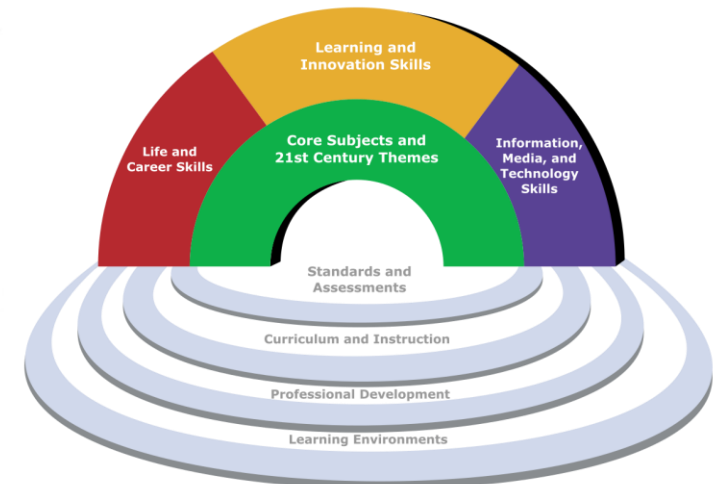 Learning and
Innovation Skills
Core Subjects and
21st Century Themes
Life and
Career Skills
Information,
Media, and
Technology
Skills
Standards and
Assessments
Curriculum and Instruction
Professional Development
Learning Environments